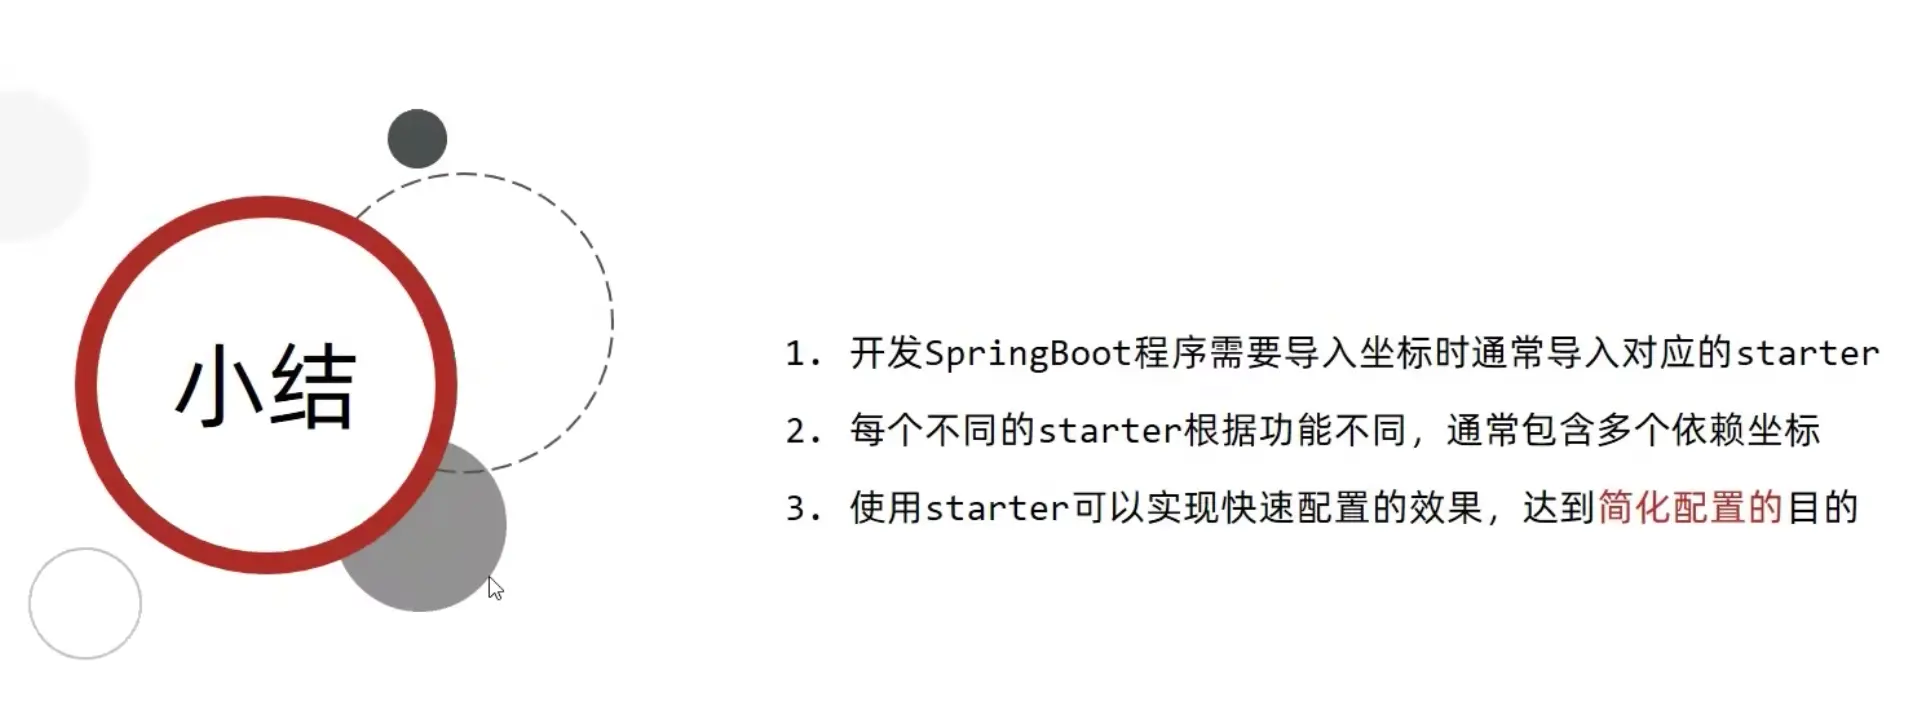 小结
1. 开发SpringBoot程序需要导入坐标时通常导入对应的starter
2. 每个不同的starter根据功能不同，通常包含多个依赖坐标
3. 使用starter可以实现快速配置的效果，达到简化配置的目的